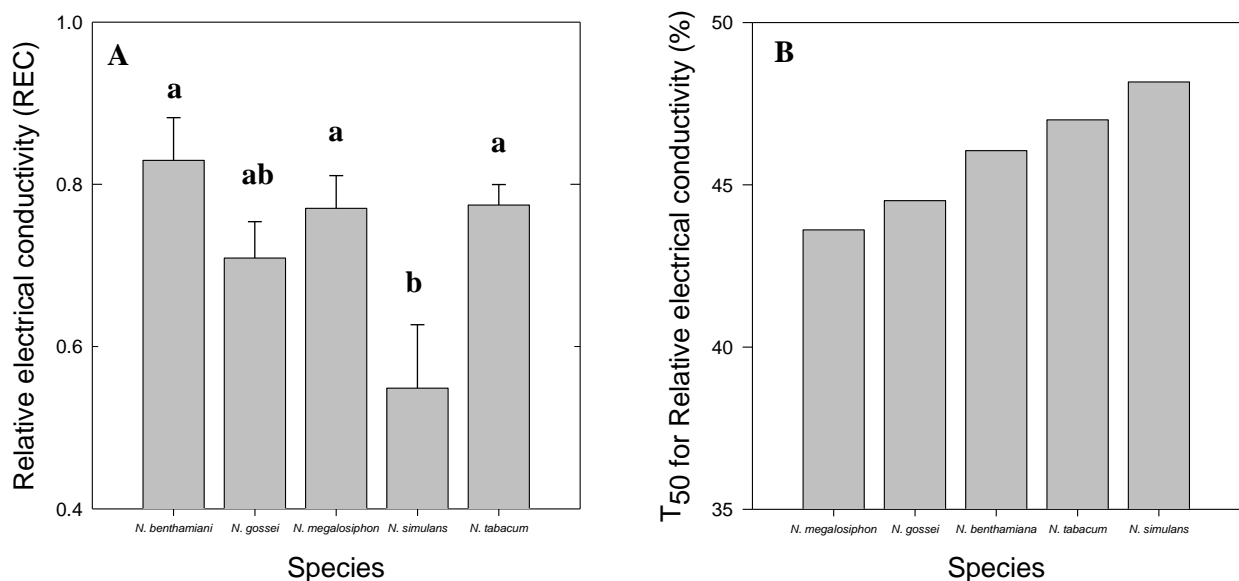 A
Relative electrical conductivity (REC)
1.0
0.8
0.6
0.4
a
ab
a
b
a
N. benthamiani
N. gossei
N. megalosiphon
N. simulans
N. tabacum
Species
B
T50 for Relative electrical conductivity (%)
50
45
40
35
N. megalosiphon
N. gossei
N. benthamiana
N. tabacum
N. simulans
Species